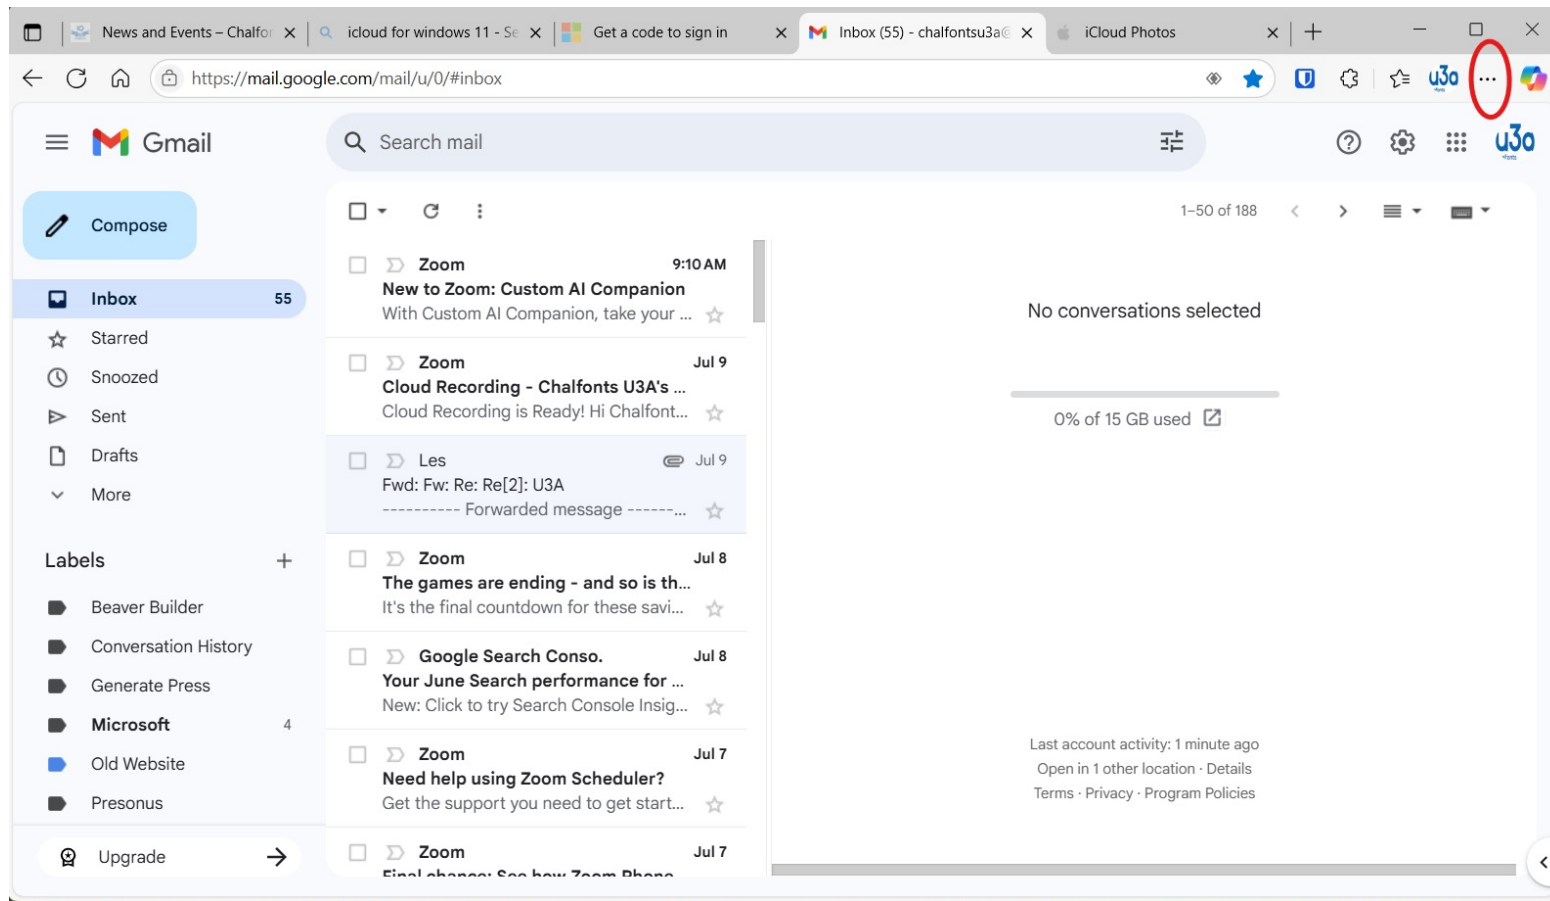 News and Events – Chalfor
icloud for windows 11 - Se
Get a code to sign in
Inbox (55) - chalfontsu3a@
iCloud Photos
https://mail.google.com/mail/u/0/#inbox
u3a
Gmail
Search mail
u3a
Compose
1–50 of 188
Inbox 55
Starred
Snoozed
Sent
Drafts
More
Labels
Beaver Builder
Conversation History
Generate Press
Microsoft 4
Old Website
Presonus
Upgrade
Zoom 9:10 AM
New to Zoom: Custom AI Companion
With Custom AI Companion, take your ...
Zoom Jul 9
Cloud Recording - Chalfonts U3A's ...
Cloud Recording is Ready! Hi Chalfont...
Les Jul 9
Fwd: Fw: Re: Re[2]: U3A
---------- Forwarded message ------...
Zoom Jul 8
The games are ending - and so is th...
It's the final countdown for these savi...
Google Search Conso. Jul 8
Your June Search performance for ...
New: Click to try Search Console Insig...
Zoom Jul 7
Need help using Zoom Scheduler?
Get the support you need to get start...
Zoom Jul 7
Final chance: See how Zoom Phone
No conversations selected
0% of 15 GB used
Last account activity: 1 minute ago
Open in 1 other location · Details
Terms · Privacy · Program Policies